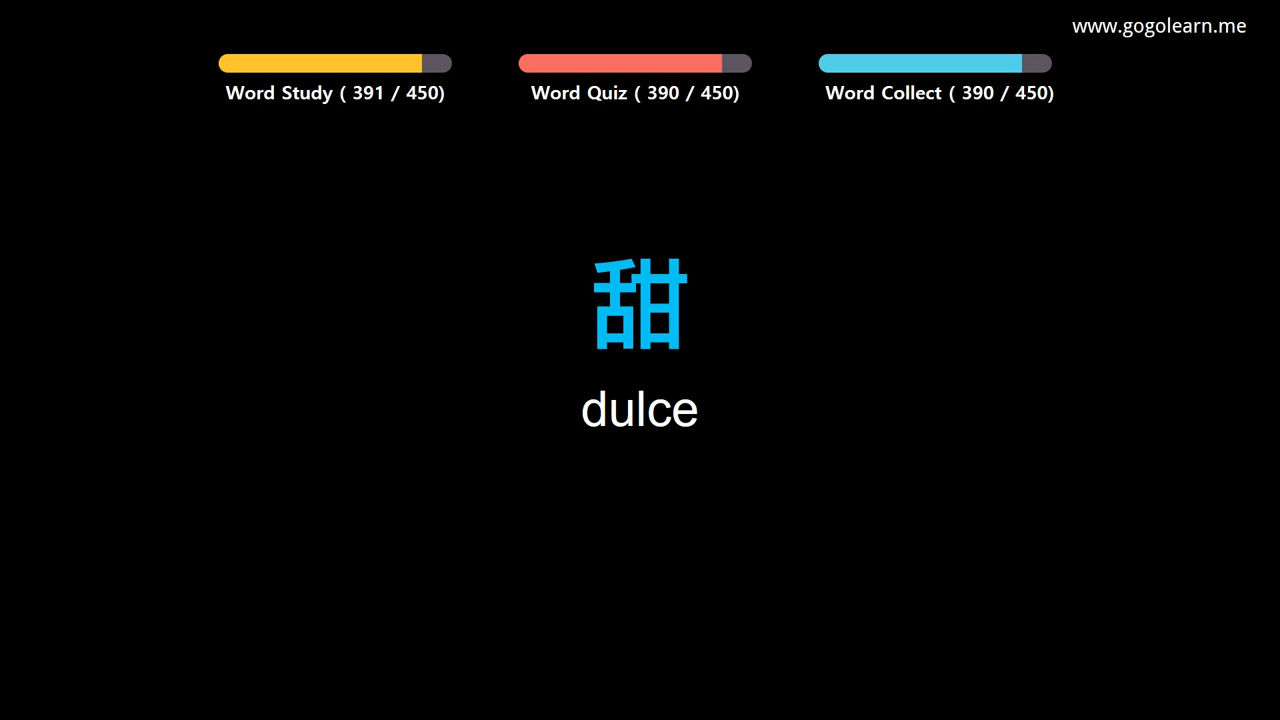 www.gogolearn.me
Word Study ( 391 / 450)
Word Quiz ( 390 / 450)
Word Collect ( 390 / 450)
甜
dulce